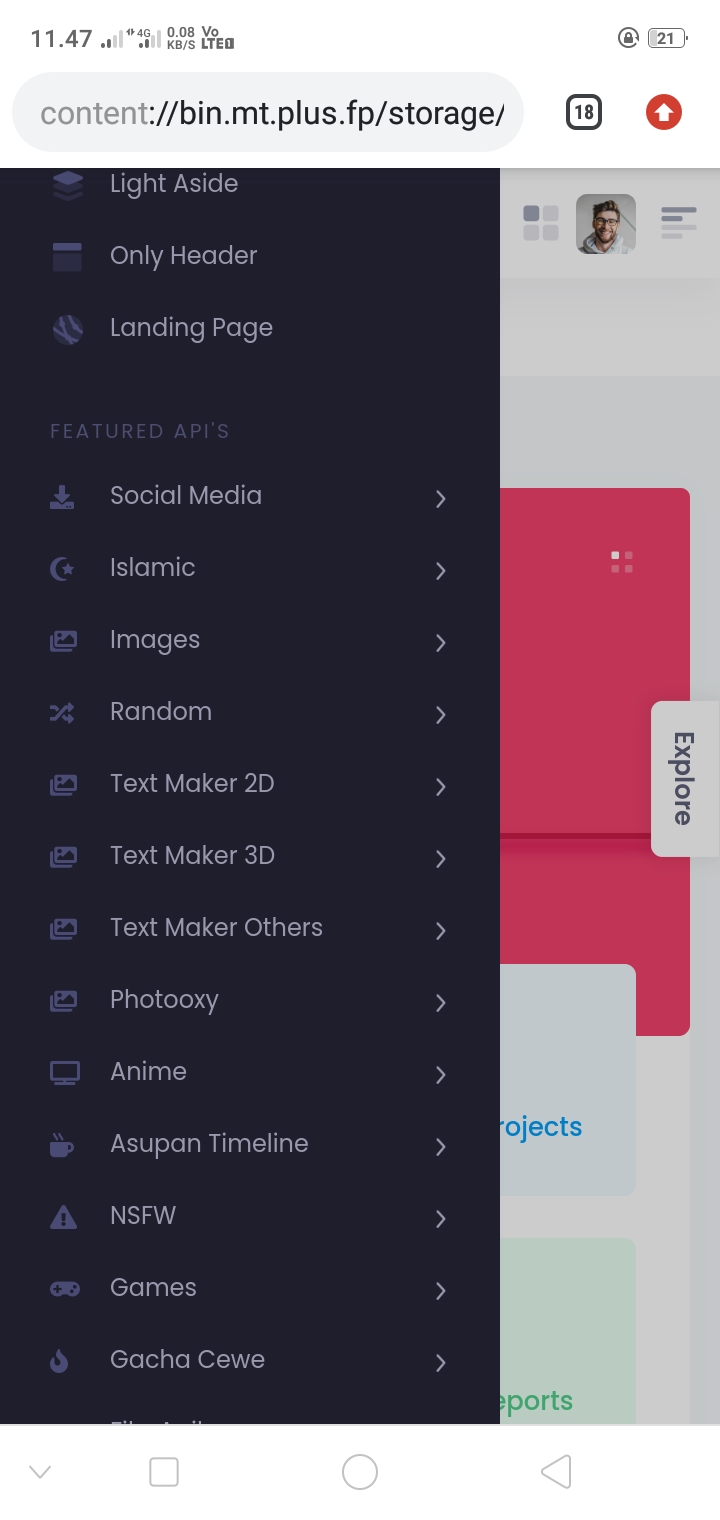 11.47 4G 0.08 KB/S Vo LTE 21
content://bin.mt.plus.fp/storage/
18
Light Aside
Only Header
Landing Page
FEATURED API'S
Social Media
Islamic
Images
Random
Explore
Text Maker 2D
Text Maker 3D
Text Maker Others
Photooxy
Anime
rojects
Asupan Timeline
NSFW
Games
Gacha Cewe
eports